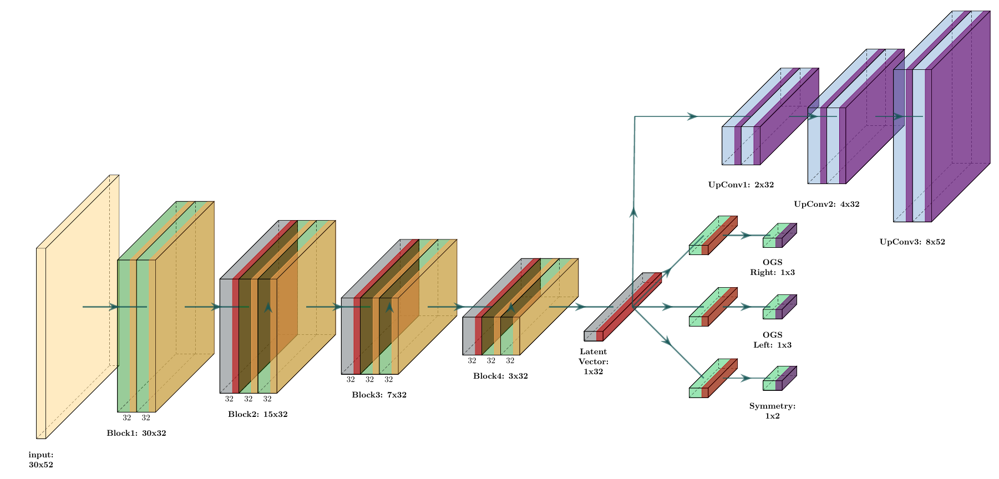 input:
30x52
32 32
Block1: 30x32
32 32 32
Block2: 15x32
32 32 32
Block3: 7x32
32 32 32
Block4: 3x32
Latent
Vector:
1x32
UpConv1: 2x32
UpConv2: 4x32
UpConv3: 8x52
OGS
Right: 1x3
OGS
Left: 1x3
Symmetry:
1x2